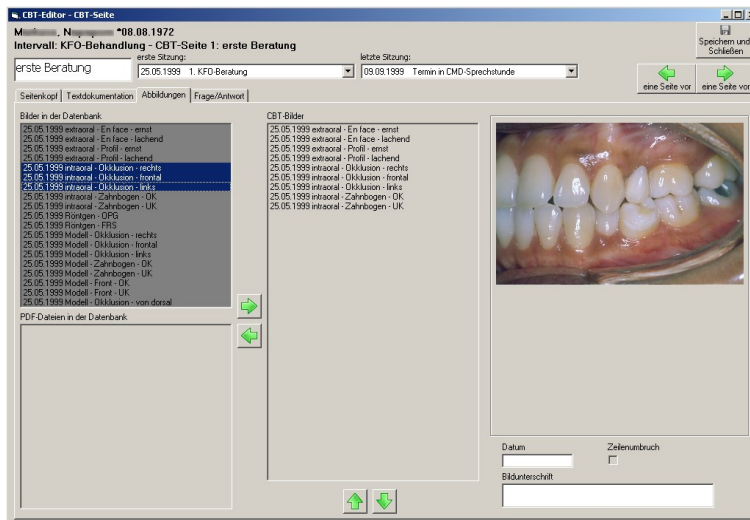 CBT-Editor - CBT-Seite
*08.08.1972
Intervall: KFO-Behandlung - CBT-Seite 1: erste Beratung
Speichern und Schließen
erste Sitzung:
letzte Sitzung:
erste Beratung
25.05.1999 1. KFO-Beratung
09.09.1999 Termin in CMD-Sprechstunde
eine Seite vor
eine Seite vor
Seitenkopf
Textdokumentation
Abbildungen
Frage/Antwort
Bilder in der Datenbank
25.05.1999 extraoral - En face - ernst
25.05.1999 extraoral - En face - lachend
25.05.1999 extraoral - Profil - ernst
25.05.1999 extraoral - Profil - lachend
25.05.1999 intraoral - Okklusion - rechts
25.05.1999 intraoral - Okklusion - frontal
25.05.1999 intraoral - Okklusion - links
25.05.1999 intraoral - Zahnbogen - OK
25.05.1999 intraoral - Zahnbogen - UK
25.05.1999 Röntgen - OPG
25.05.1999 Röntgen - FRS
25.05.1999 Modell - Okklusion - rechts
25.05.1999 Modell - Okklusion - frontal
25.05.1999 Modell - Okklusion - links
25.05.1999 Modell - Zahnbogen - OK
25.05.1999 Modell - Zahnbogen - UK
25.05.1999 Modell - Front - OK
25.05.1999 Modell - Front - UK
25.05.1999 Modell - Okklusion - von dorsal
PDF-Dateien in der Datenbank
CBT-Bilder
25.05.1999 extraoral - En face - ernst
25.05.1999 extraoral - En face - lachend
25.05.1999 extraoral - Profil - ernst
25.05.1999 extraoral - Profil - lachend
25.05.1999 intraoral - Okklusion - rechts
25.05.1999 intraoral - Okklusion - frontal
25.05.1999 intraoral - Okklusion - links
25.05.1999 intraoral - Zahnbogen - OK
25.05.1999 intraoral - Zahnbogen - UK
Datum
Zeilenumbruch
Bildunterschrift